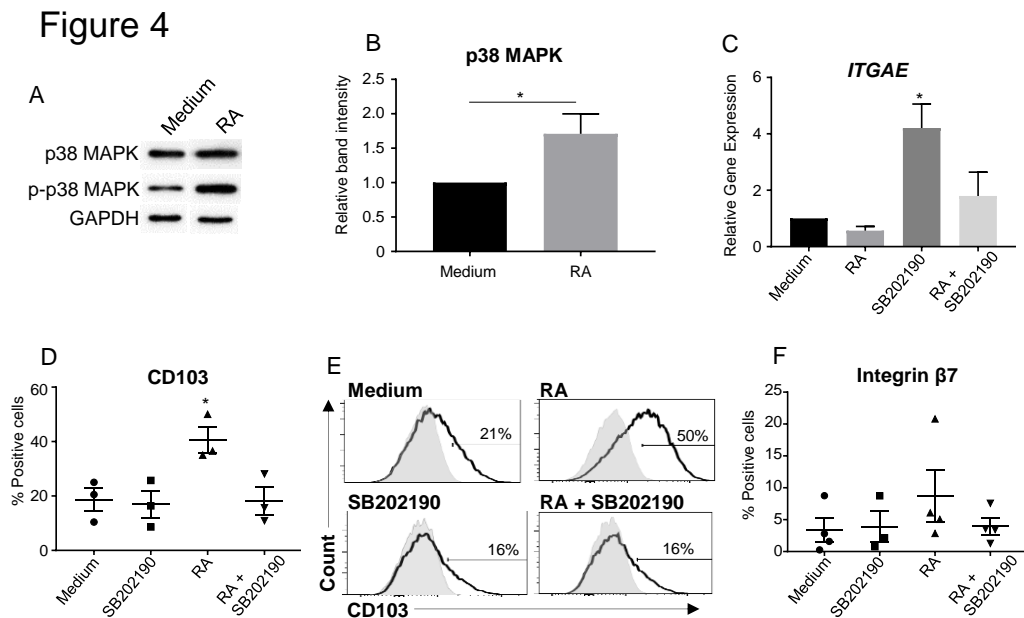 Figure 4
A
Medium
RA
p38 MAPK
p-p38 MAPK
GAPDH
B
p38 MAPK
Relative band intensity
2.5
2.0
1.5
1.0
0.5
0.0
*
Medium
RA
C
ITGAE
Relative Gene Expression
6
4
2
0
*
Medium
RA
SB202190
RA +
SB202190
D
CD103
% Positive cells
60
40
20
0
*
Medium
SB202190
RA
RA +
SB202190
E
Medium
21%
RA
50%
SB202190
16%
RA + SB202190
16%
Count
CD103
F
Integrin β7
% Positive cells
25
20
15
10
5
0
Medium
SB202190
RA
RA +
SB202190